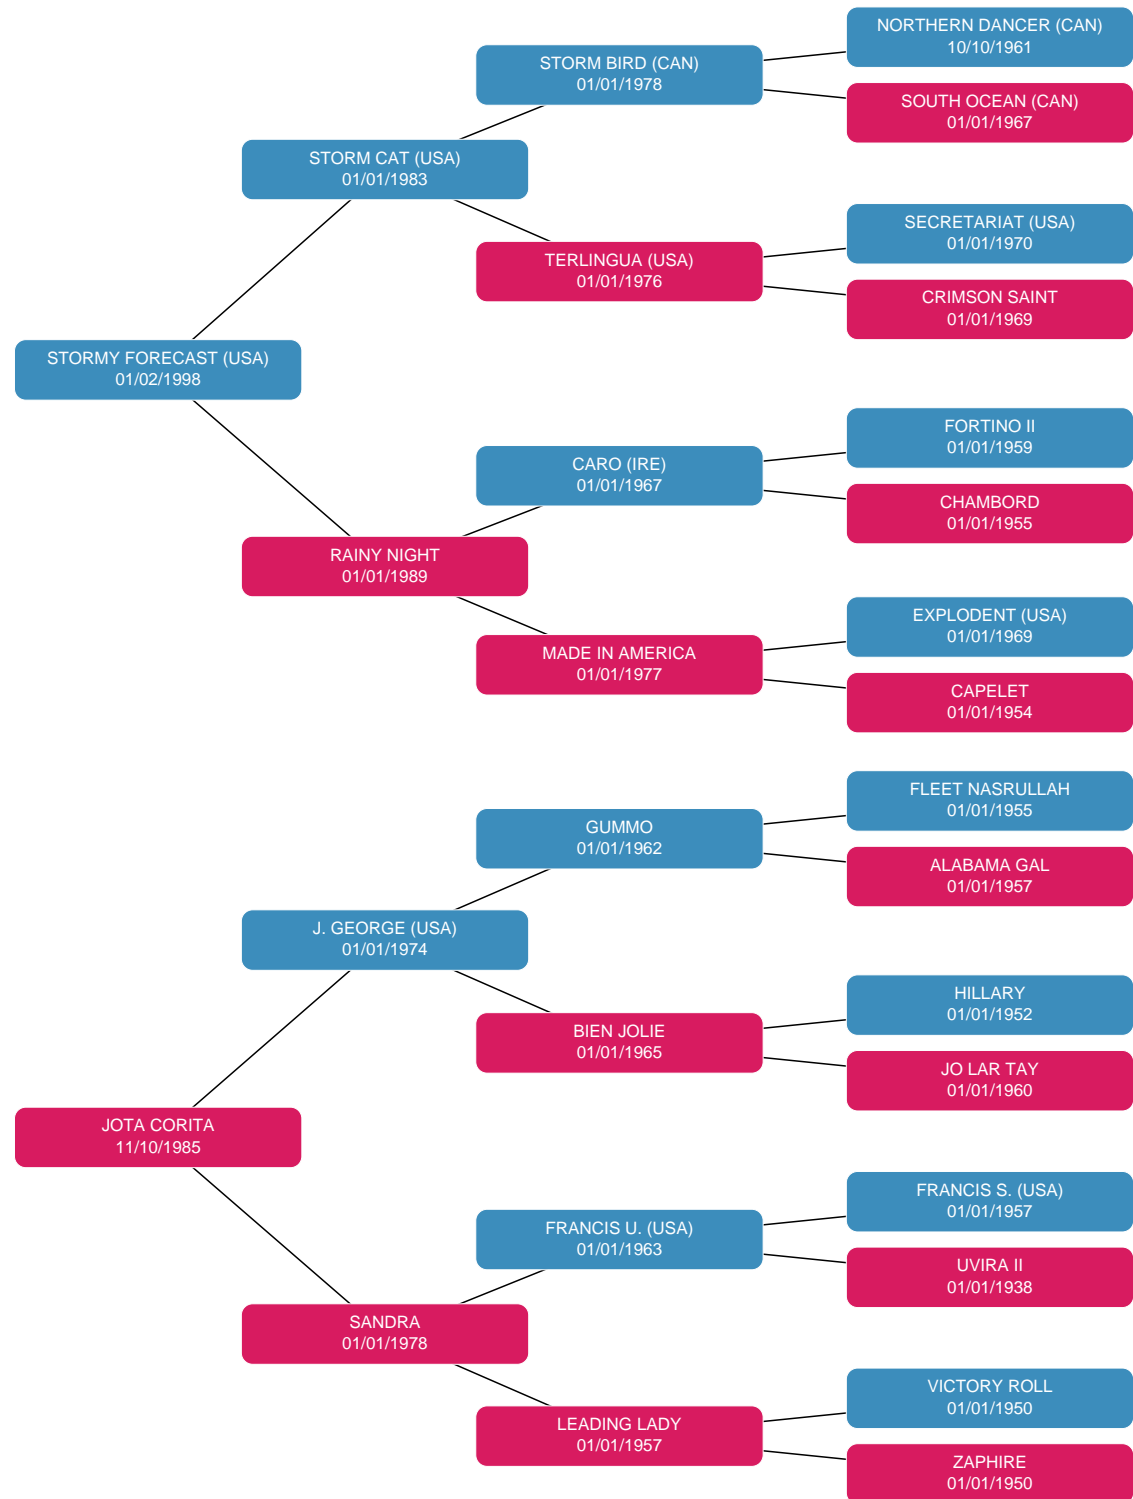 NORTHERN DANCER (CAN)
10/10/1961
STORM BIRD (CAN)
01/01/1978
SOUTH OCEAN (CAN)
01/01/1967
STORM CAT (USA)
01/01/1983
SECRETARIAT (USA)
01/01/1970
TERLINGUA (USA)
01/01/1976
CRIMSON SAINT
01/01/1969
STORMY FORECAST (USA)
01/02/1998
FORTINO II
01/01/1959
CARO (IRE)
01/01/1967
CHAMBORD
01/01/1955
RAINY NIGHT
01/01/1989
EXPLODENT (USA)
01/01/1969
MADE IN AMERICA
01/01/1977
CAPELET
01/01/1954
FLEET NASRULLAH
01/01/1955
GUMMO
01/01/1962
ALABAMA GAL
01/01/1957
J. GEORGE (USA)
01/01/1974
HILLARY
01/01/1952
BIEN JOLIE
01/01/1965
JO LAR TAY
01/01/1960
JOTA CORITA
11/10/1985
FRANCIS S. (USA)
01/01/1957
FRANCIS U. (USA)
01/01/1963
UVIRA II
01/01/1938
SANDRA
01/01/1978
VICTORY ROLL
01/01/1950
LEADING LADY
01/01/1957
ZAPHIRE
01/01/1950